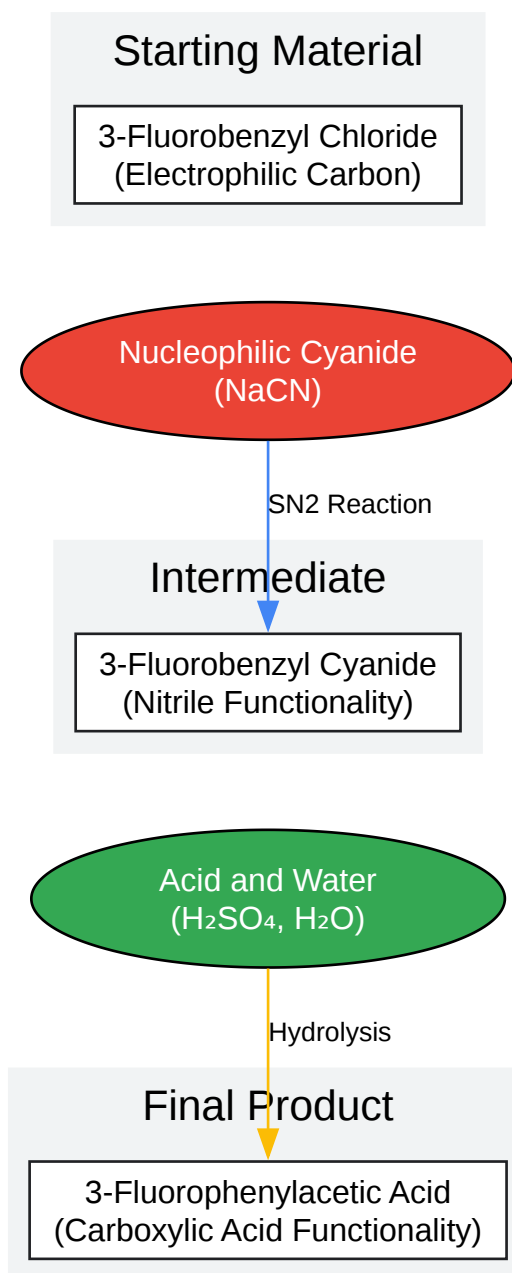 Starting Material
3-Fluorobenzyl Chloride
(Electrophilic Carbon)
Nucleophilic Cyanide
(NaCN)
SN2 Reaction
Intermediate
3-Fluorobenzyl Cyanide
(Nitrile Functionality)
Acid and Water
(H₂SO₄, H₂O)
Hydrolysis
Final Product
3-Fluorophenylacetic Acid
(Carboxylic Acid Functionality)